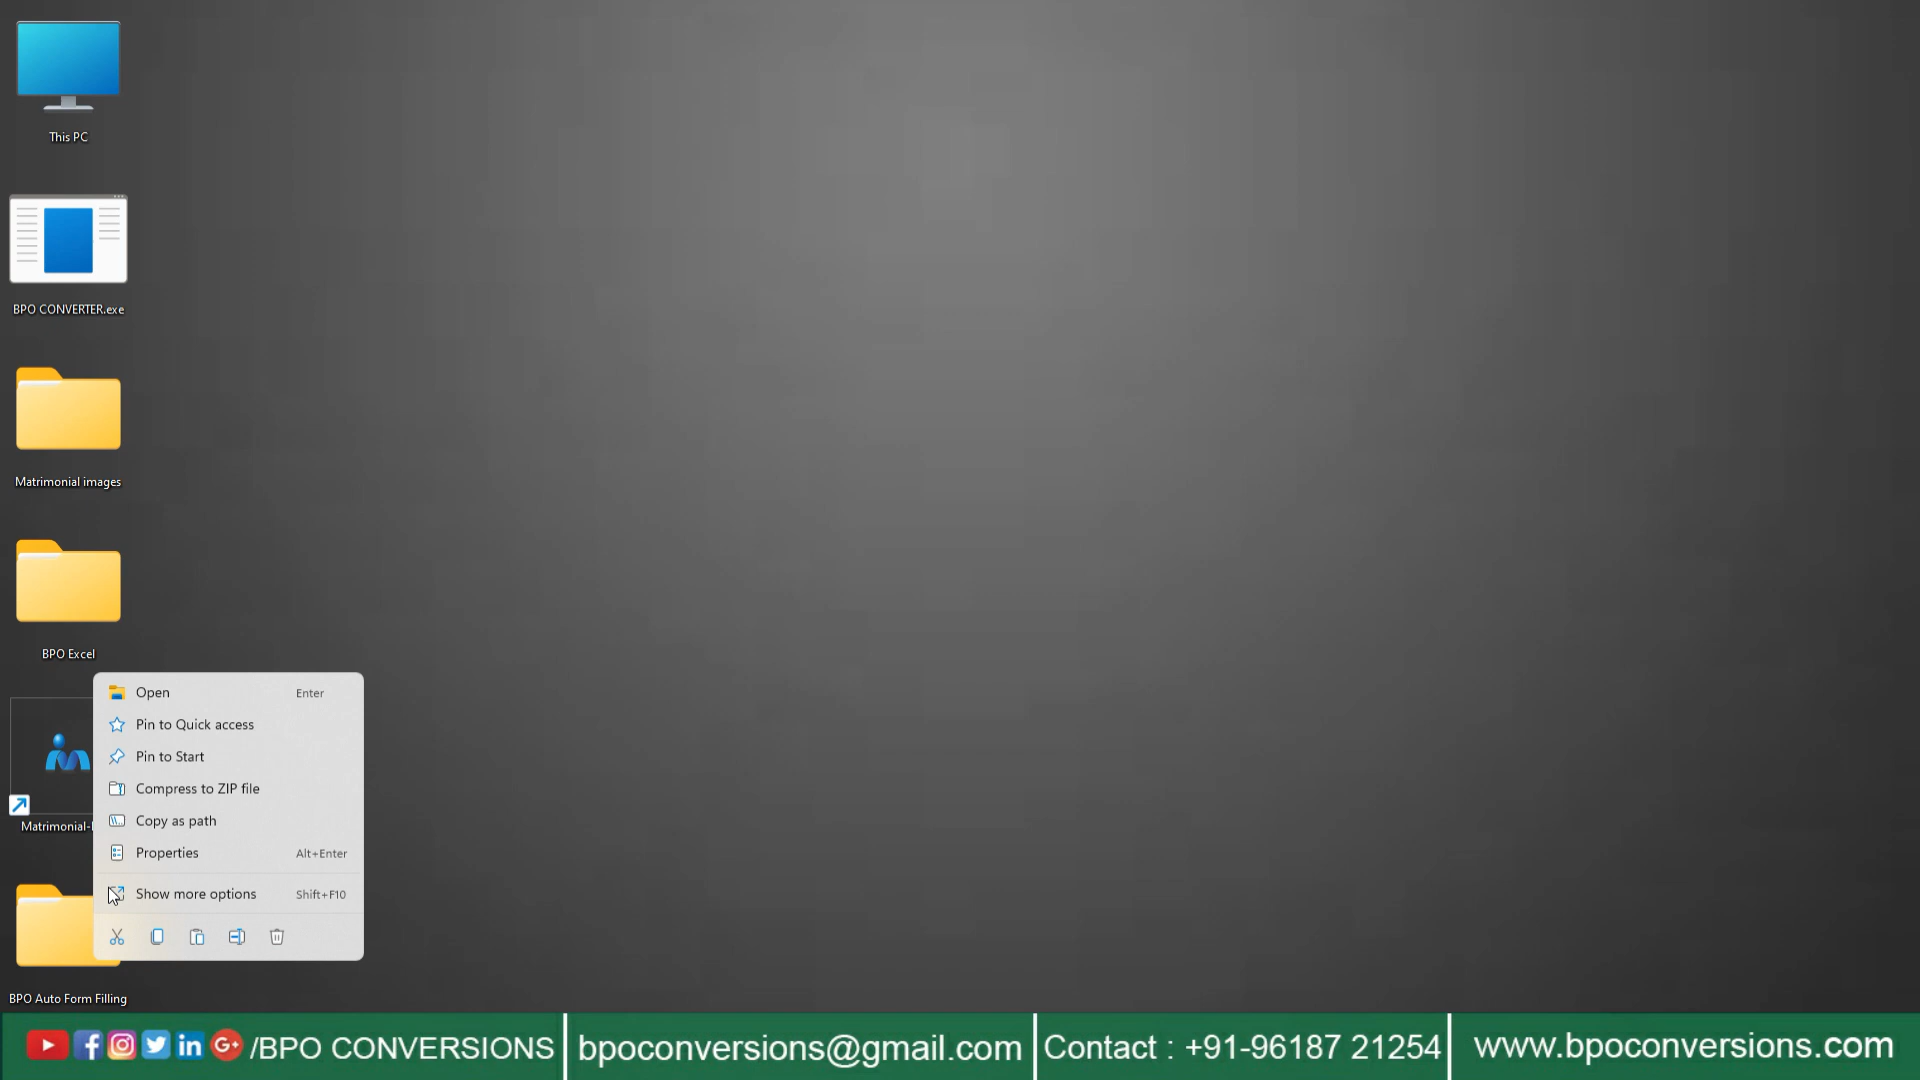 This PC
BPO CONVERTER.exe
Matrimonial images
BPO Excel
Open Enter
Pin to Quick access
Pin to Start
Compress to ZIP file
Copy as path
Properties Alt+Enter
Show more options Shift+F10
Matrimonial-
BPO Auto Form Filling
/BPO CONVERSIONS
bpoconversions@gmail.com
Contact : +91-96187 21254
www.bpoconversions.com